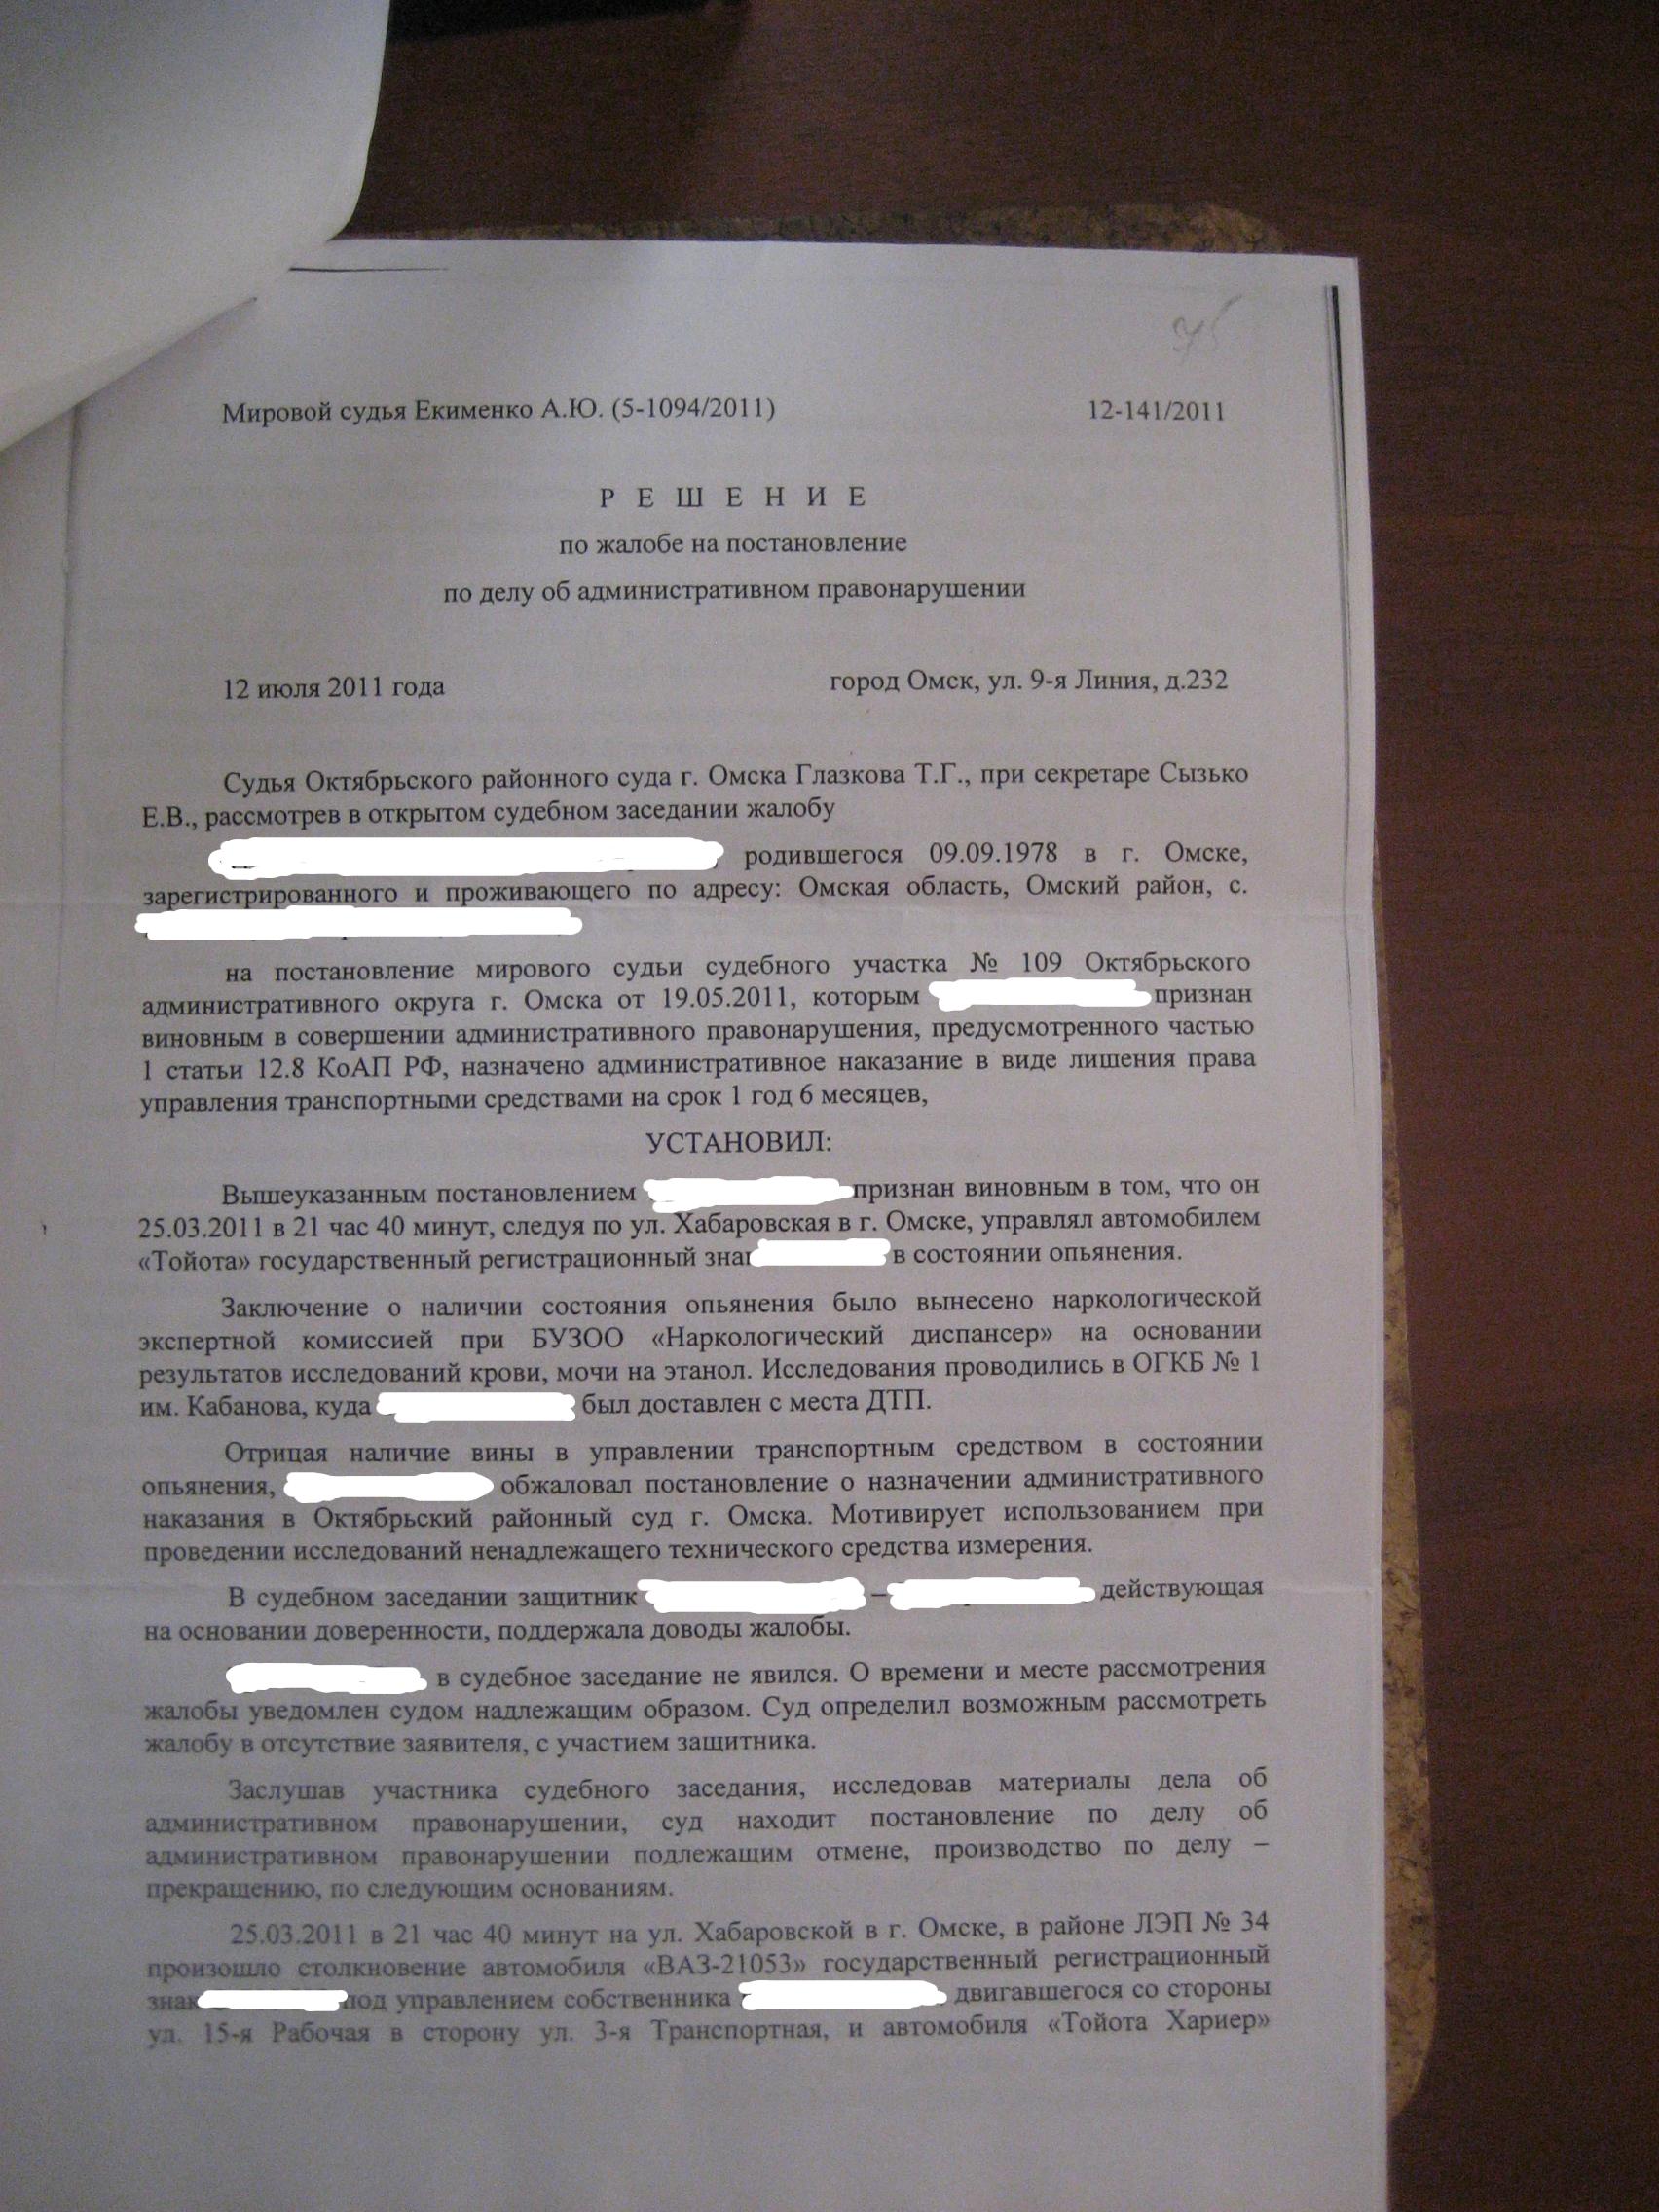 Мировой судья Екименко А.Ю. (5-1094/2011) 12-141/2011
Р Е Ш Е Н И Е
по жалобе на постановление
по делу об административном правонарушении
12 июля 2011 года город Омск, ул. 9-я Линия, д.232
Судья Октябрьского районного суда г. Омска Глазкова Т.Г., при секретаре Сызько
Е.В., рассмотрев в открытом судебном заседании жалобу
родившегося 09.09.1978 в г. Омске,
зарегистрированного и проживающего по адресу: Омская область, Омский район, с.
на постановление мирового судьи судебного участка № 109 Октябрьского
административного округа г. Омска от 19.05.2011, которым признан
виновным в совершении административного правонарушения, предусмотренного частью
1 статьи 12.8 КоАП РФ, назначено административное наказание в виде лишения права
управления транспортными средствами на срок 1 год 6 месяцев,
УСТАНОВИЛ:
Вышеуказанным постановлением признан виновным в том, что он
25.03.2011 в 21 час 40 минут, следуя по ул. Хабаровская в г. Омске, управлял автомобилем
«Тойота» государственный регистрационный зна в состоянии опьянения.
Заключение о наличии состояния опьянения было вынесено наркологической
экспертной комиссией при БУЗОО «Наркологический диспансер» на основании
результатов исследований крови, мочи на этанол. Исследования проводились в ОГКБ № 1
им. Кабанова, куда был доставлен с места ДТП.
Отрицая наличие вины в управлении транспортным средством в состоянии
опьянения, обжаловал постановление о назначении административного
наказания в Октябрьский районный суд г. Омска. Мотивирует использованием при
проведении исследований ненадлежащего технического средства измерения.
В судебном заседании защитник – действующая
на основании доверенности, поддержала доводы жалобы.
в судебное заседание не явился. О времени и месте рассмотрения
жалобы уведомлен судом надлежащим образом. Суд определил возможным рассмотреть
жалобу в отсутствие заявителя, с участием защитника.
Заслушав участника судебного заседания, исследовав материалы дела об
административном правонарушении, суд находит постановление по делу об
административном правонарушении подлежащим отмене, производство по делу –
прекращению, по следующим основаниям.
25.03.2011 в 21 час 40 минут на ул. Хабаровской в г. Омске, в районе ЛЭП № 34
произошло столкновение автомобиля «ВАЗ-21053» государственный регистрационный
знак под управлением собственника двигавшегося со стороны
ул. 15-я Рабочая в сторону ул. 3-я Транспортная, и автомобиля «Тойота Хариер»